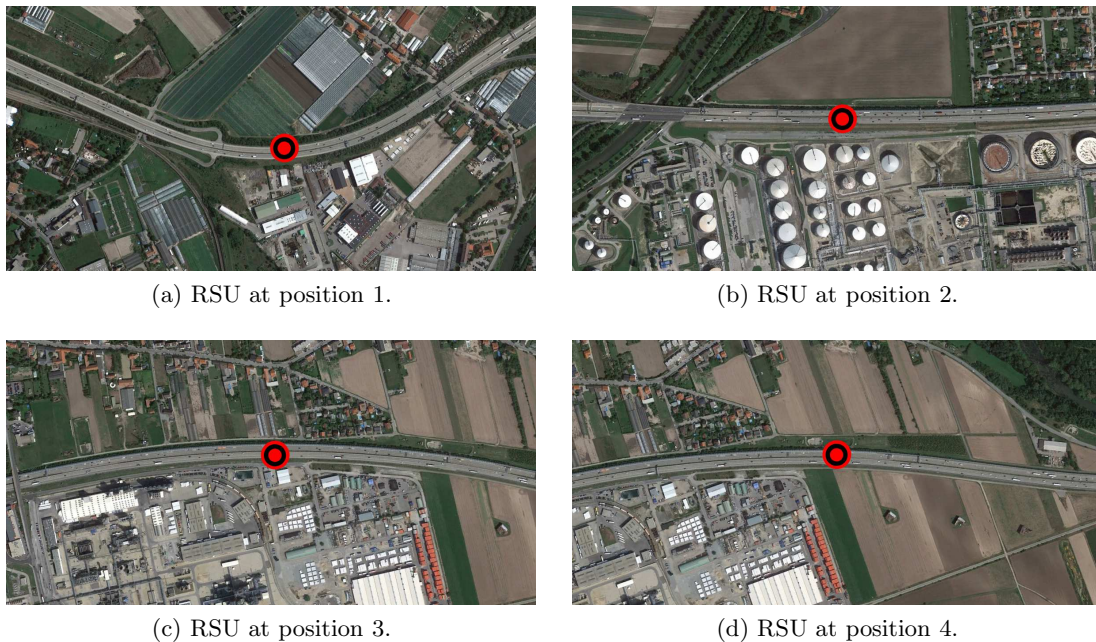 (a) RSU at position 1.
(b) RSU at position 2.
(c) RSU at position 3.
(d) RSU at position 4.